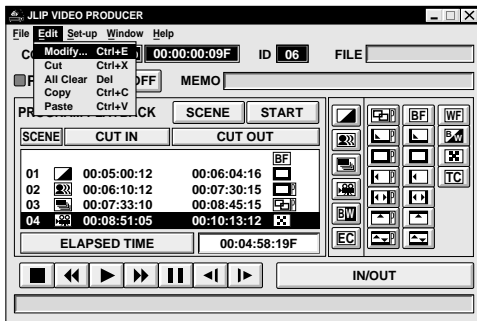 JLIP VIDEO PRODUCER
File Edit Set-up Window Help
Modify... Ctrl+E
Cut Ctrl+X
All Clear Del
Copy Ctrl+C
Paste Ctrl+V
00:00:00:09F ID 06 FILE
OFF MEMO
SCENE START
SCENE CUT IN CUT OUT
BF
01 00:05:00:12 00:06:04:16
02 00:06:10:12 00:07:30:15 P
03 00:07:33:10 00:08:45:15 P
04 00:08:51:05 00:10:13:12
ELAPSED TIME 00:04:58:19F
P BF WF
P B/W
P
P TC
P
BW P
EC P
IN/OUT